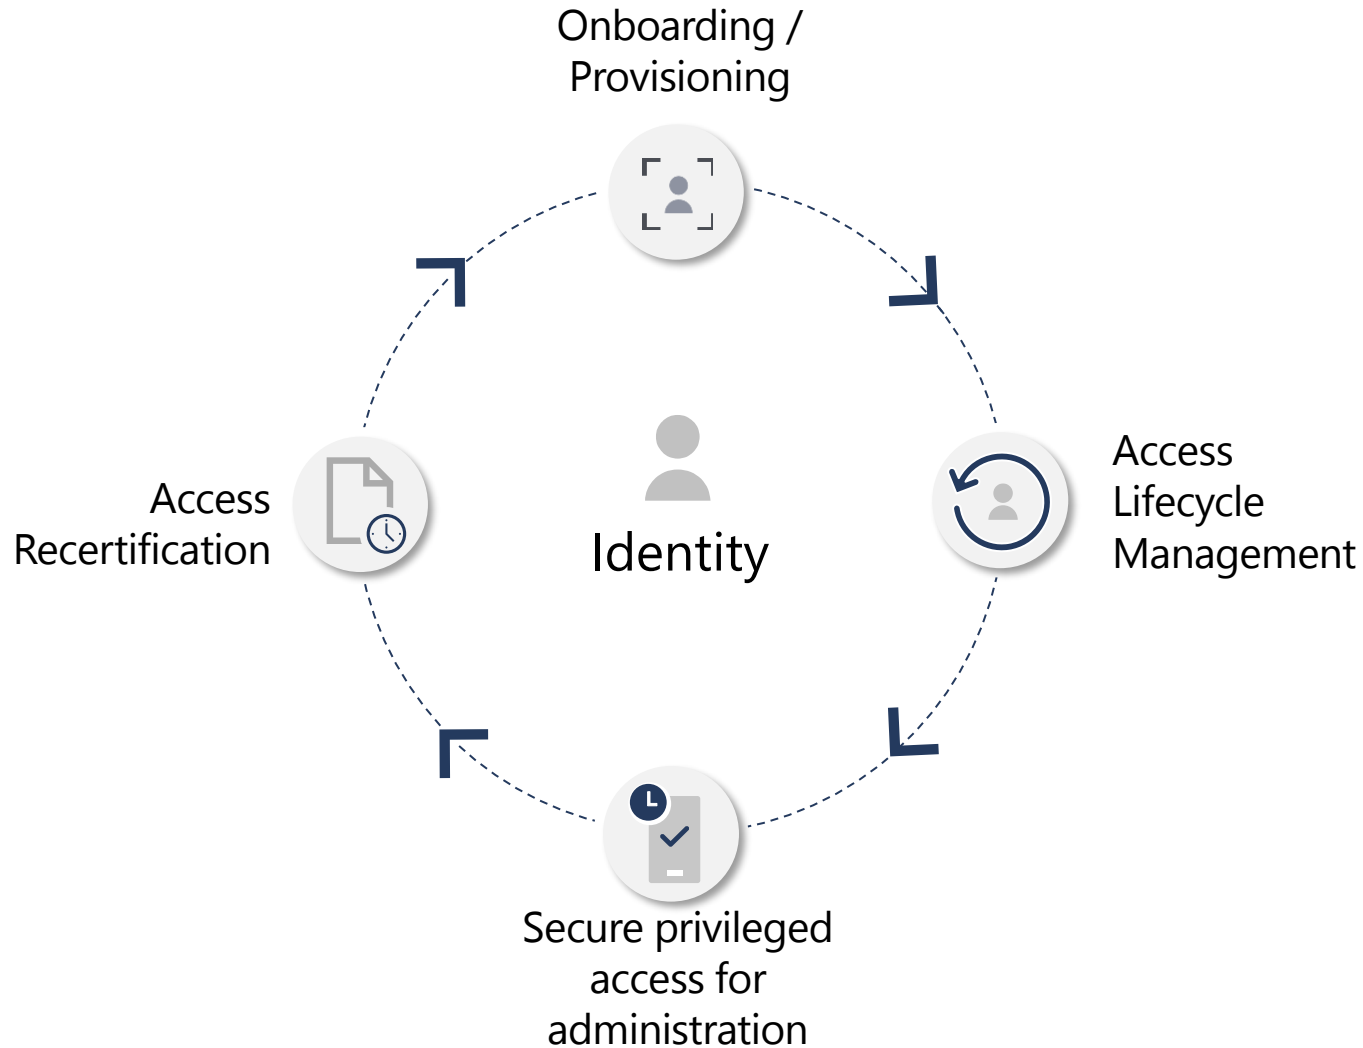 Onboarding /
Provisioning
Access
Lifecycle
Management
Identity
Access
Recertification
Secure privileged
access for
administration